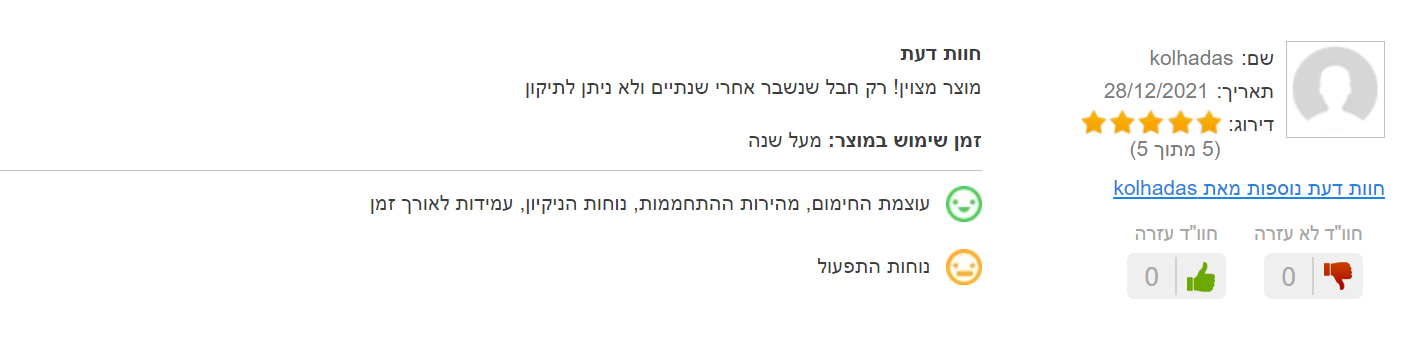 שם: kolhadas
תאריך: 28/12/2021
דירוג:
(5 מתוך 5)
חוות דעת נוספות מאת kolhadas
חוו"ד לא עזרה
חוו"ד עזרה
0
0
חוות דעת
מוצר מצוין! רק חבל שנשבר אחרי שנתיים ולא ניתן לתיקון
זמן שימוש במוצר: מעל שנה
עוצמת החימום, מהירות ההתחממות, נוחות הניקיון, עמידות לאורך זמן
נוחות התפעול